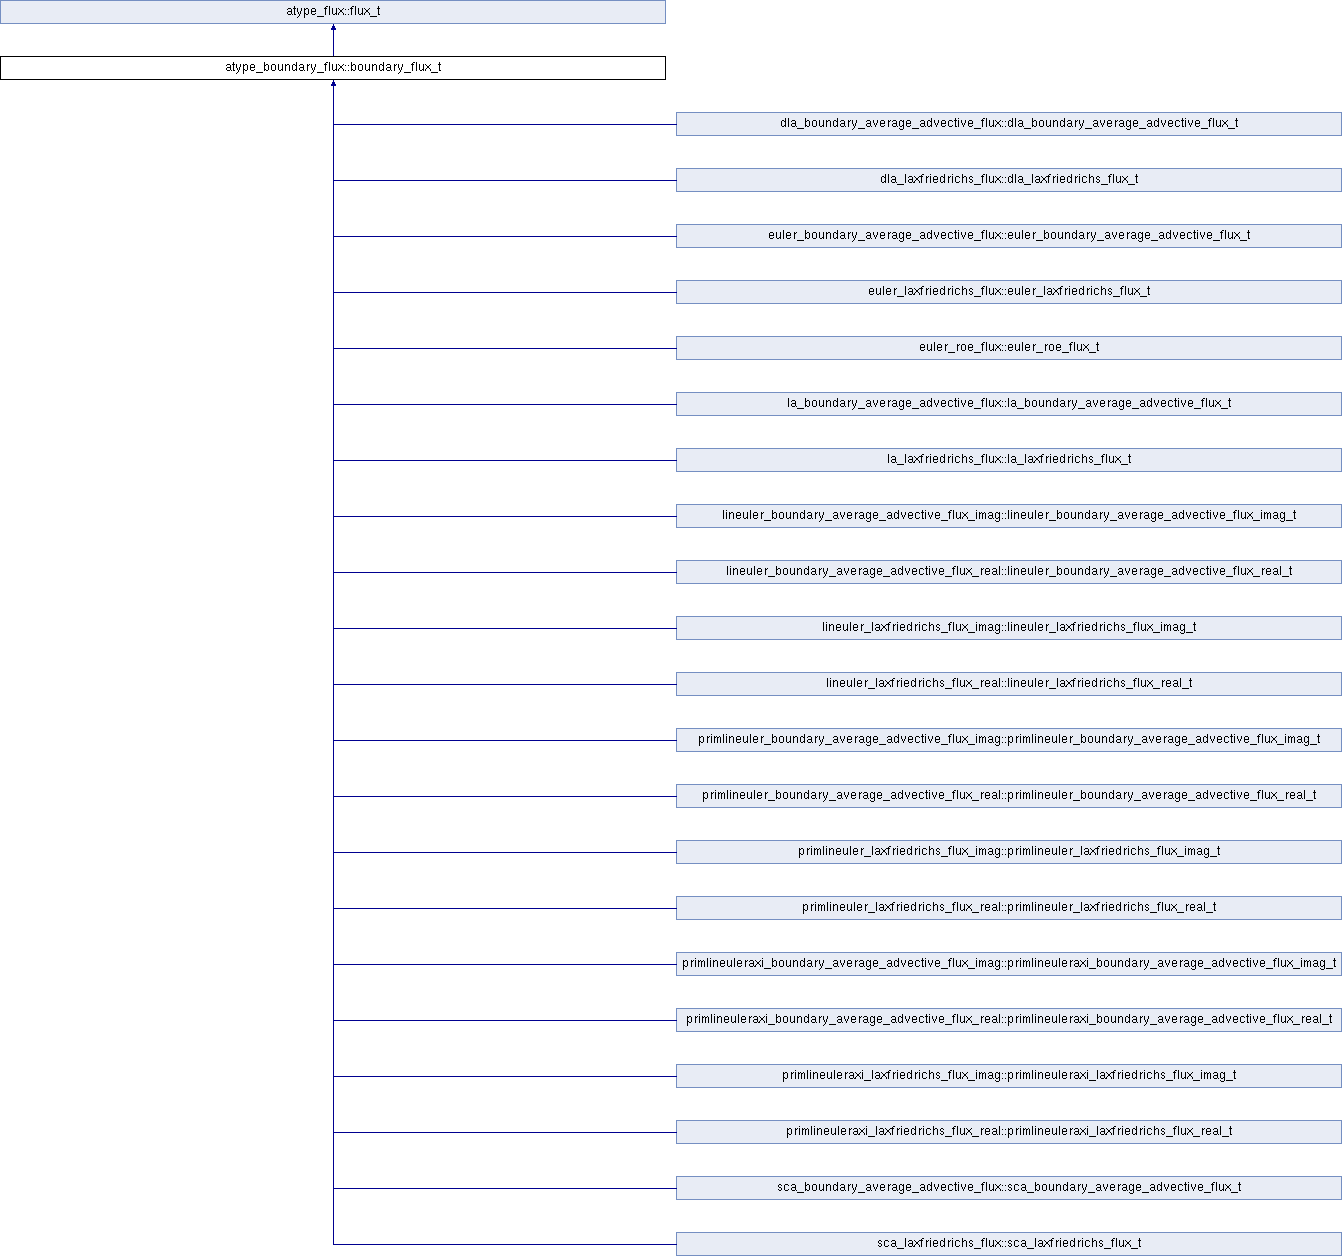 atype_flux::flux_t
atype_boundary_flux::boundary_flux_t
dla_boundary_average_advective_flux::dla_boundary_average_advective_flux_t
dla_laxfriedrichs_flux::dla_laxfriedrichs_flux_t
euler_boundary_average_advective_flux::euler_boundary_average_advective_flux_t
euler_laxfriedrichs_flux::euler_laxfriedrichs_flux_t
euler_roe_flux::euler_roe_flux_t
la_boundary_average_advective_flux::la_boundary_average_advective_flux_t
la_laxfriedrichs_flux::la_laxfriedrichs_flux_t
lineuler_boundary_average_advective_flux_imag::lineuler_boundary_average_advective_flux_imag_t
lineuler_boundary_average_advective_flux_real::lineuler_boundary_average_advective_flux_real_t
lineuler_laxfriedrichs_flux_imag::lineuler_laxfriedrichs_flux_imag_t
lineuler_laxfriedrichs_flux_real::lineuler_laxfriedrichs_flux_real_t
primlineuler_boundary_average_advective_flux_imag::primlineuler_boundary_average_advective_flux_imag_t
primlineuler_boundary_average_advective_flux_real::primlineuler_boundary_average_advective_flux_real_t
primlineuler_laxfriedrichs_flux_imag::primlineuler_laxfriedrichs_flux_imag_t
primlineuler_laxfriedrichs_flux_real::primlineuler_laxfriedrichs_flux_real_t
primlineuleraxi_boundary_average_advective_flux_imag::primlineuleraxi_boundary_average_advective_flux_imag_t
primlineuleraxi_boundary_average_advective_flux_real::primlineuleraxi_boundary_average_advective_flux_real_t
primlineuleraxi_laxfriedrichs_flux_imag::primlineuleraxi_laxfriedrichs_flux_imag_t
primlineuleraxi_laxfriedrichs_flux_real::primlineuleraxi_laxfriedrichs_flux_real_t
sca_boundary_average_advective_flux::sca_boundary_average_advective_flux_t
sca_laxfriedrichs_flux::sca_laxfriedrichs_flux_t